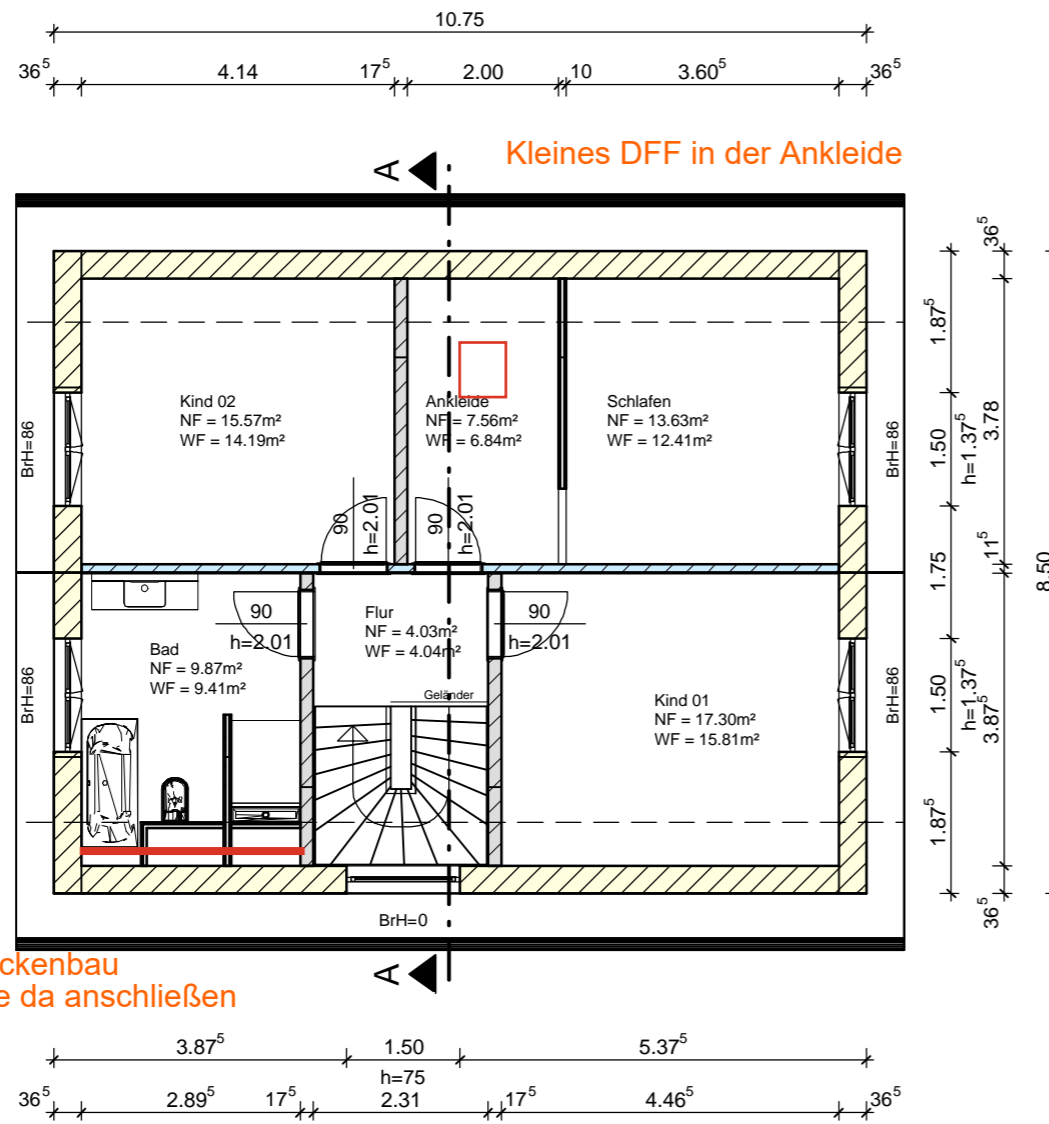 10.75
36⁵ 4.14 17⁵ 2.00 10 3.60⁵ 36⁵
Kleines DFF in der Ankleide
A
36⁵
1.87⁵
Kind 02
NF = 15.57m²
WF = 14.19m²
Ankleide
NF = 7.56m²
WF = 6.84m²
Schlafen
NF = 13.63m²
WF = 12.41m²
BrH=86
BrH=86
1.50
h=1.37⁵
3.78
90
h=2.01
90
h=2.01
11⁵
1.75
8.50
90
h=2.01
Flur
NF = 4.03m²
WF = 4.04m²
90
h=2.01
Bad
NF = 9.87m²
WF = 9.41m²
Geländer
Kind 01
NF = 17.30m²
WF = 15.81m²
BrH=86
BrH=86
1.50
h=1.37⁵
3.87⁵
1.87⁵
36⁵
BrH=0
ckenbau
A
e da anschließen
3.87⁵ 1.50 5.37⁵
h=75
36⁵ 2.89⁵ 17⁵ 2.31 17⁵ 4.46⁵ 36⁵